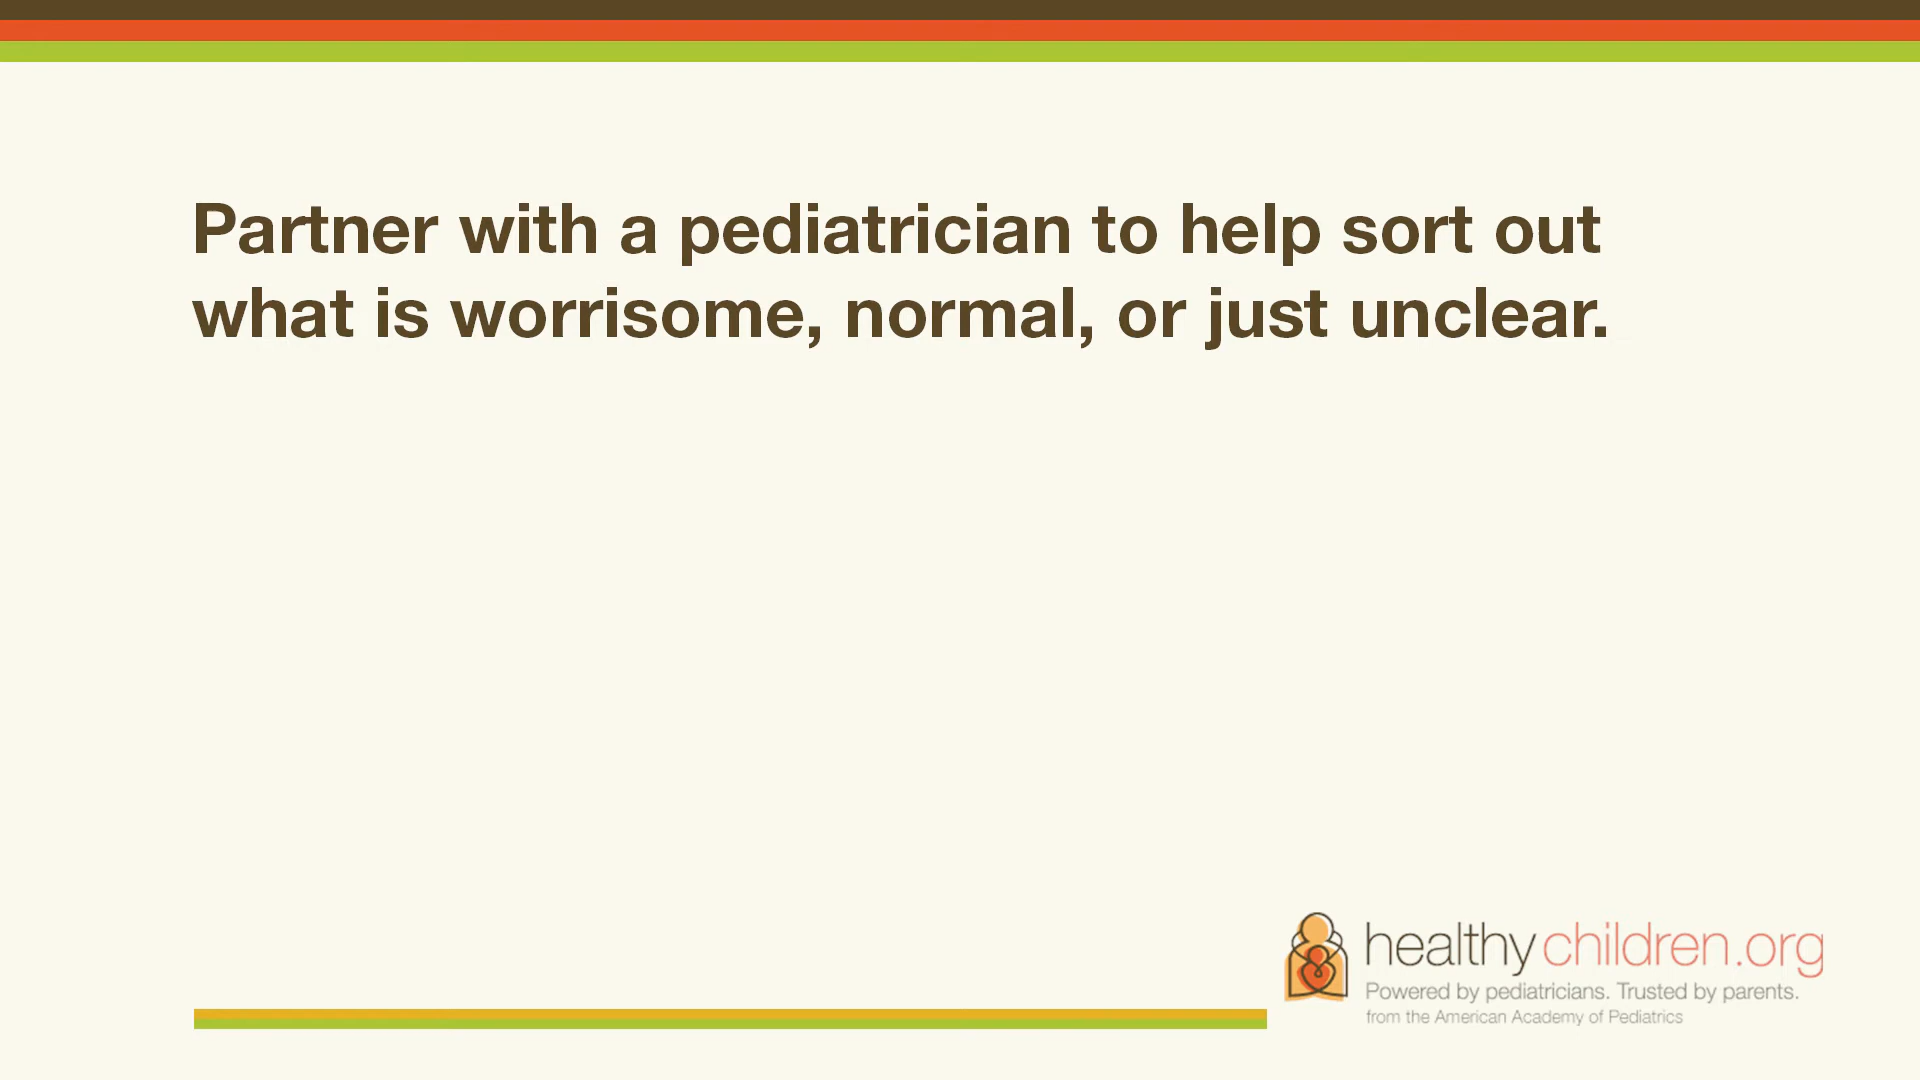 Partner with a pediatrician to help sort out
what is worrisome, normal, or just unclear.
healthychildren.org
Powered by pediatricians. Trusted by parents.
from the American Academy of Pediatrics